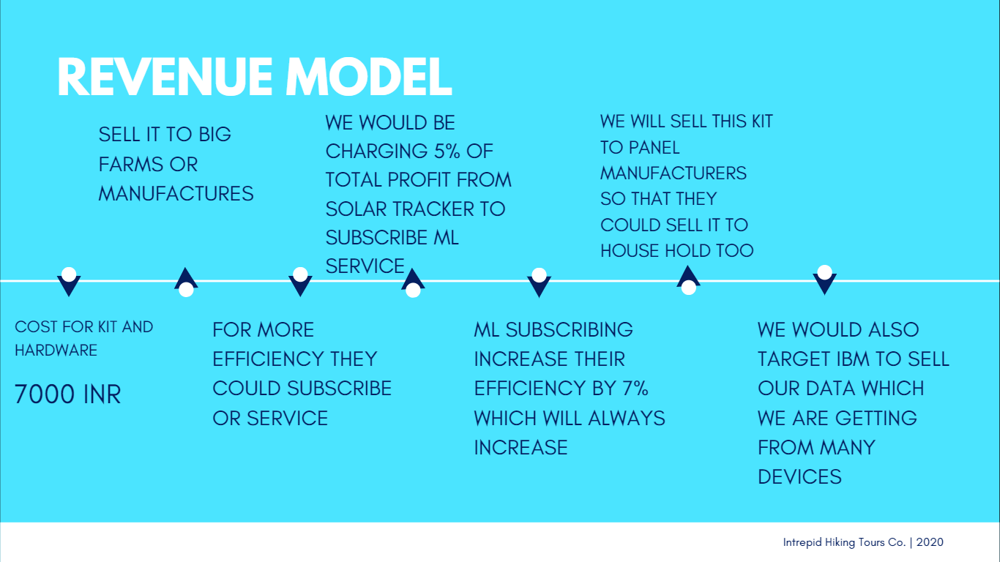 REVENUE MODEL
SELL IT TO BIG
FARMS OR
MANUFACTURES
WE WOULD BE
CHARGING 5% OF
TOTAL PROFIT FROM
SOLAR TRACKER TO
SUBSCRIBE ML
SERVICE
WE WILL SELL THIS KIT
TO PANEL
MANUFACTURERS
SO THAT THEY
COULD SELL IT TO
HOUSE HOLD TOO
COST FOR KIT AND
HARDWARE
7000 INR
FOR MORE
EFFICIENCY THEY
COULD SUBSCRIBE
OR SERVICE
ML SUBSCRIBING
INCREASE THEIR
EFFICIENCY BY 7%
WHICH WILL ALWAYS
INCREASE
WE WOULD ALSO
TARGET IBM TO SELL
OUR DATA WHICH
WE ARE GETTING
FROM MANY
DEVICES
Intrepid Hiking Tours Co. | 2020